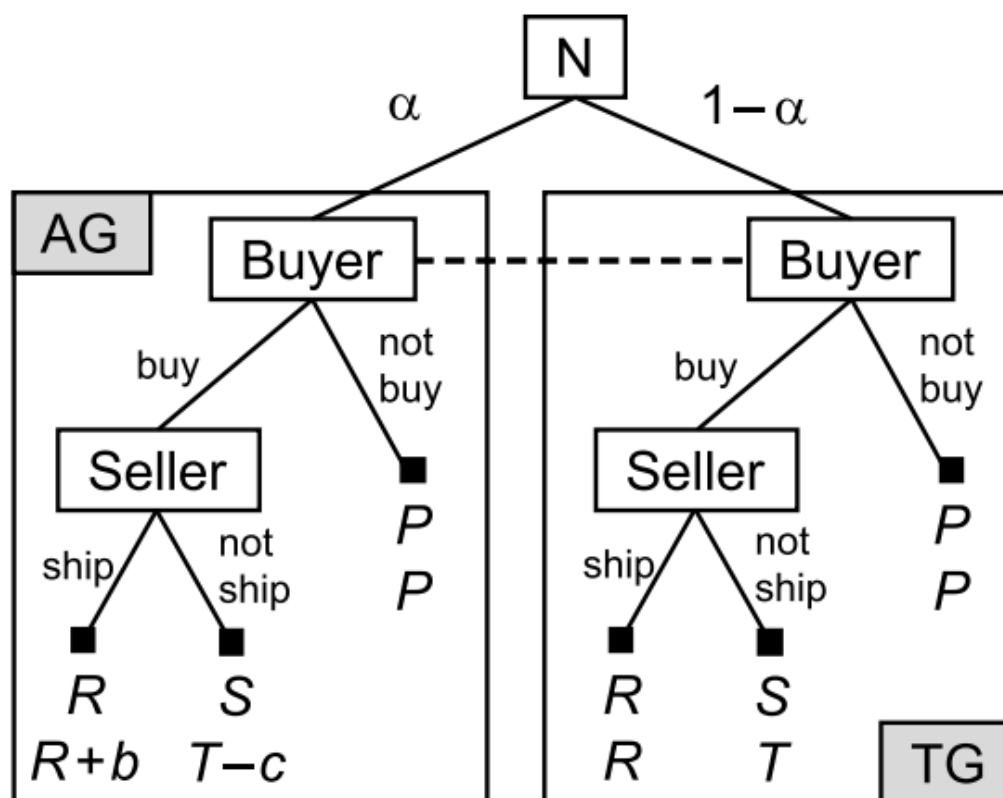 N
α
1−α
AG
Buyer
Buyer
buy
not
buy
buy
not
buy
Seller
P
P
Seller
P
P
ship
not
ship
ship
not
ship
R
R+b
S
T−c
R
R
S
T
TG